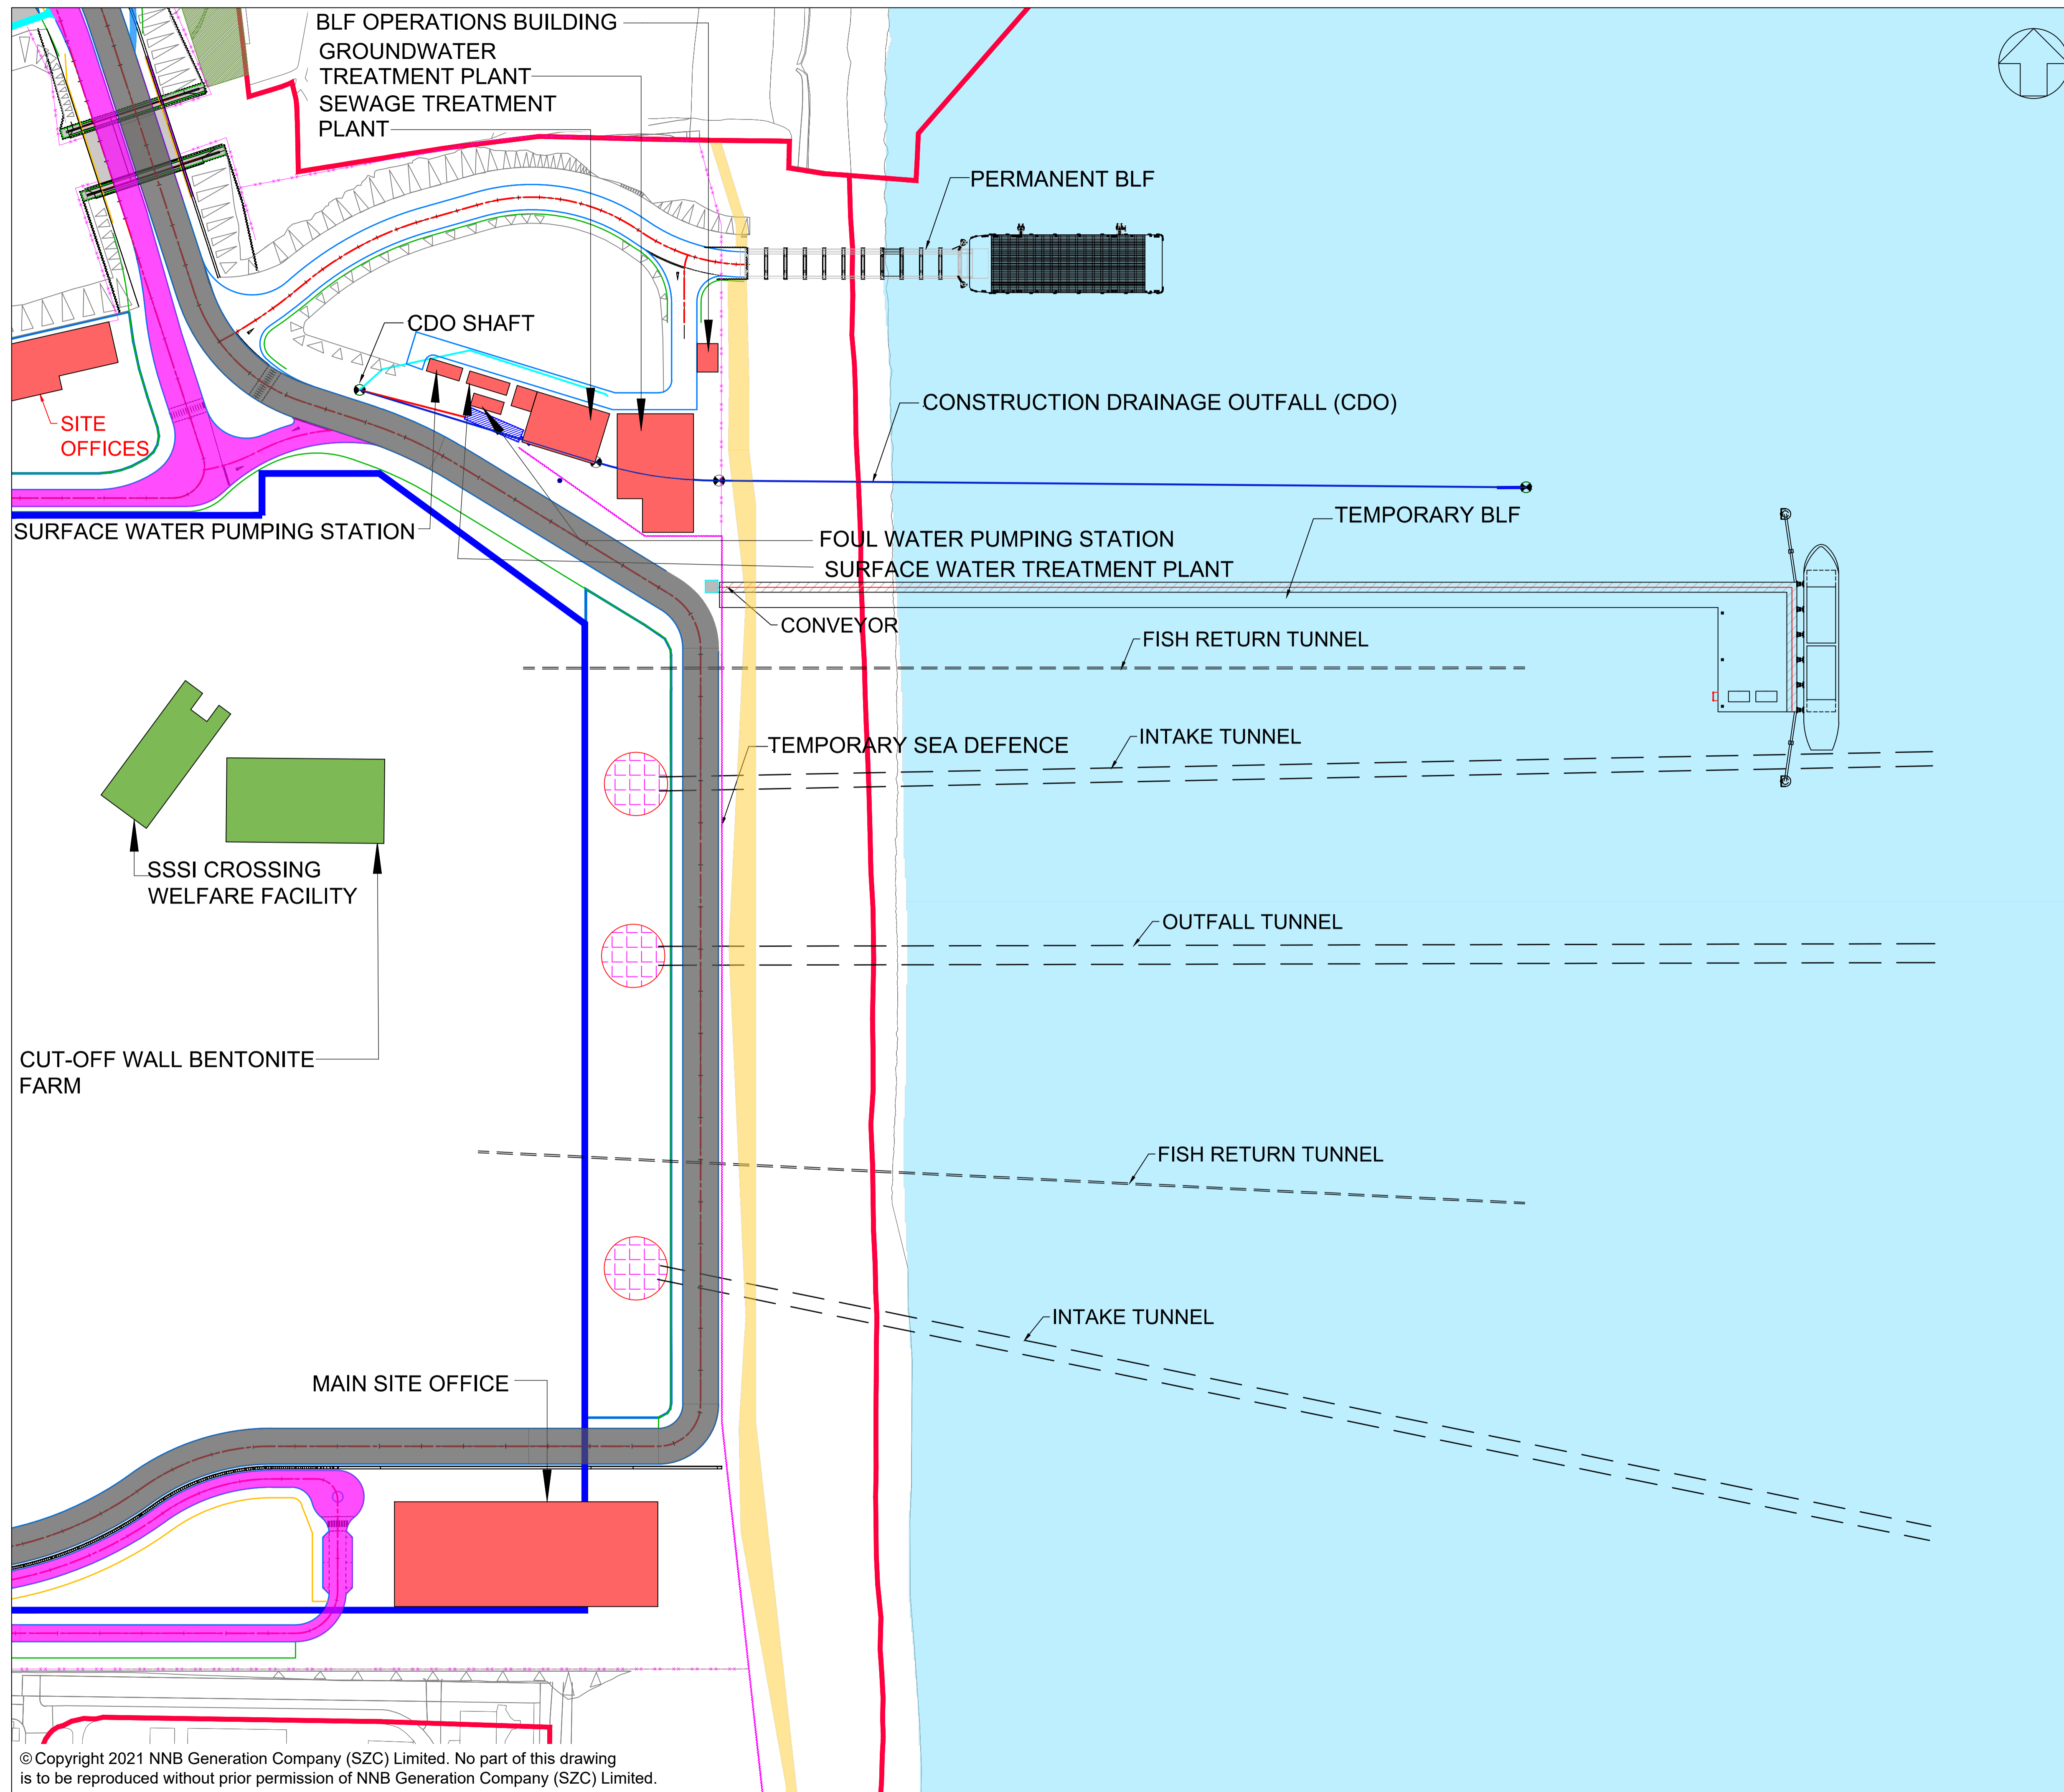 BLF OPERATIONS BUILDING
GROUNDWATER
TREATMENT PLANT
SEWAGE TREATMENT
PLANT
PERMANENT BLF
CDO SHAFT
CONSTRUCTION DRAINAGE OUTFALL (CDO)
SITE
OFFICES
TEMPORARY BLF
SURFACE WATER PUMPING STATION
FOUL WATER PUMPING STATION
SURFACE WATER TREATMENT PLANT
CONVEYOR
FISH RETURN TUNNEL
INTAKE TUNNEL
TEMPORARY SEA DEFENCE
SSSI CROSSING
WELFARE FACILITY
OUTFALL TUNNEL
CUT-OFF WALL BENTONITE
FARM
FISH RETURN TUNNEL
INTAKE TUNNEL
MAIN SITE OFFICE
© Copyright 2021 NNB Generation Company (SZC) Limited. No part of this drawing
is to be reproduced without prior permission of NNB Generation Company (SZC) Limited.